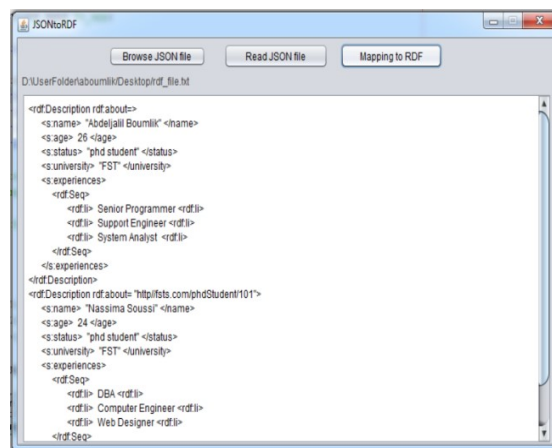 JSONtoRDF
Browse JSON file Read JSON file Mapping to RDF
D:\UserFolder\aboumlik\Desktop\rdf_file.txt
<rdf:Description rdf:about=>
<s:name> "Abdeljalil Boumlik" </name>
<s:age> 26 </age>
<s:status> "phd student" </status>
<s:university> "FST" </university>
<s:experiences>
<rdf:Seq>
<rdf:li> Senior Programmer <rdf:li>
<rdf:li> Support Engineer <rdf:li>
<rdf:li> System Analyst <rdf:li>
</rdf:Seq>
</s:experiences>
</rdf:Description>
<rdf:Description rdf:about= "http//fsts.com/phdStudent/101">
<s:name> "Nassima Soussi" </name>
<s:age> 24 </age>
<s:status> "phd student" </status>
<s:university> "FST" </university>
<s:experiences>
<rdf:Seq>
<rdf:li> DBA <rdf:li>
<rdf:li> Computer Engineer <rdf:li>
<rdf:li> Web Designer <rdf:li>
</rdf:Seq>